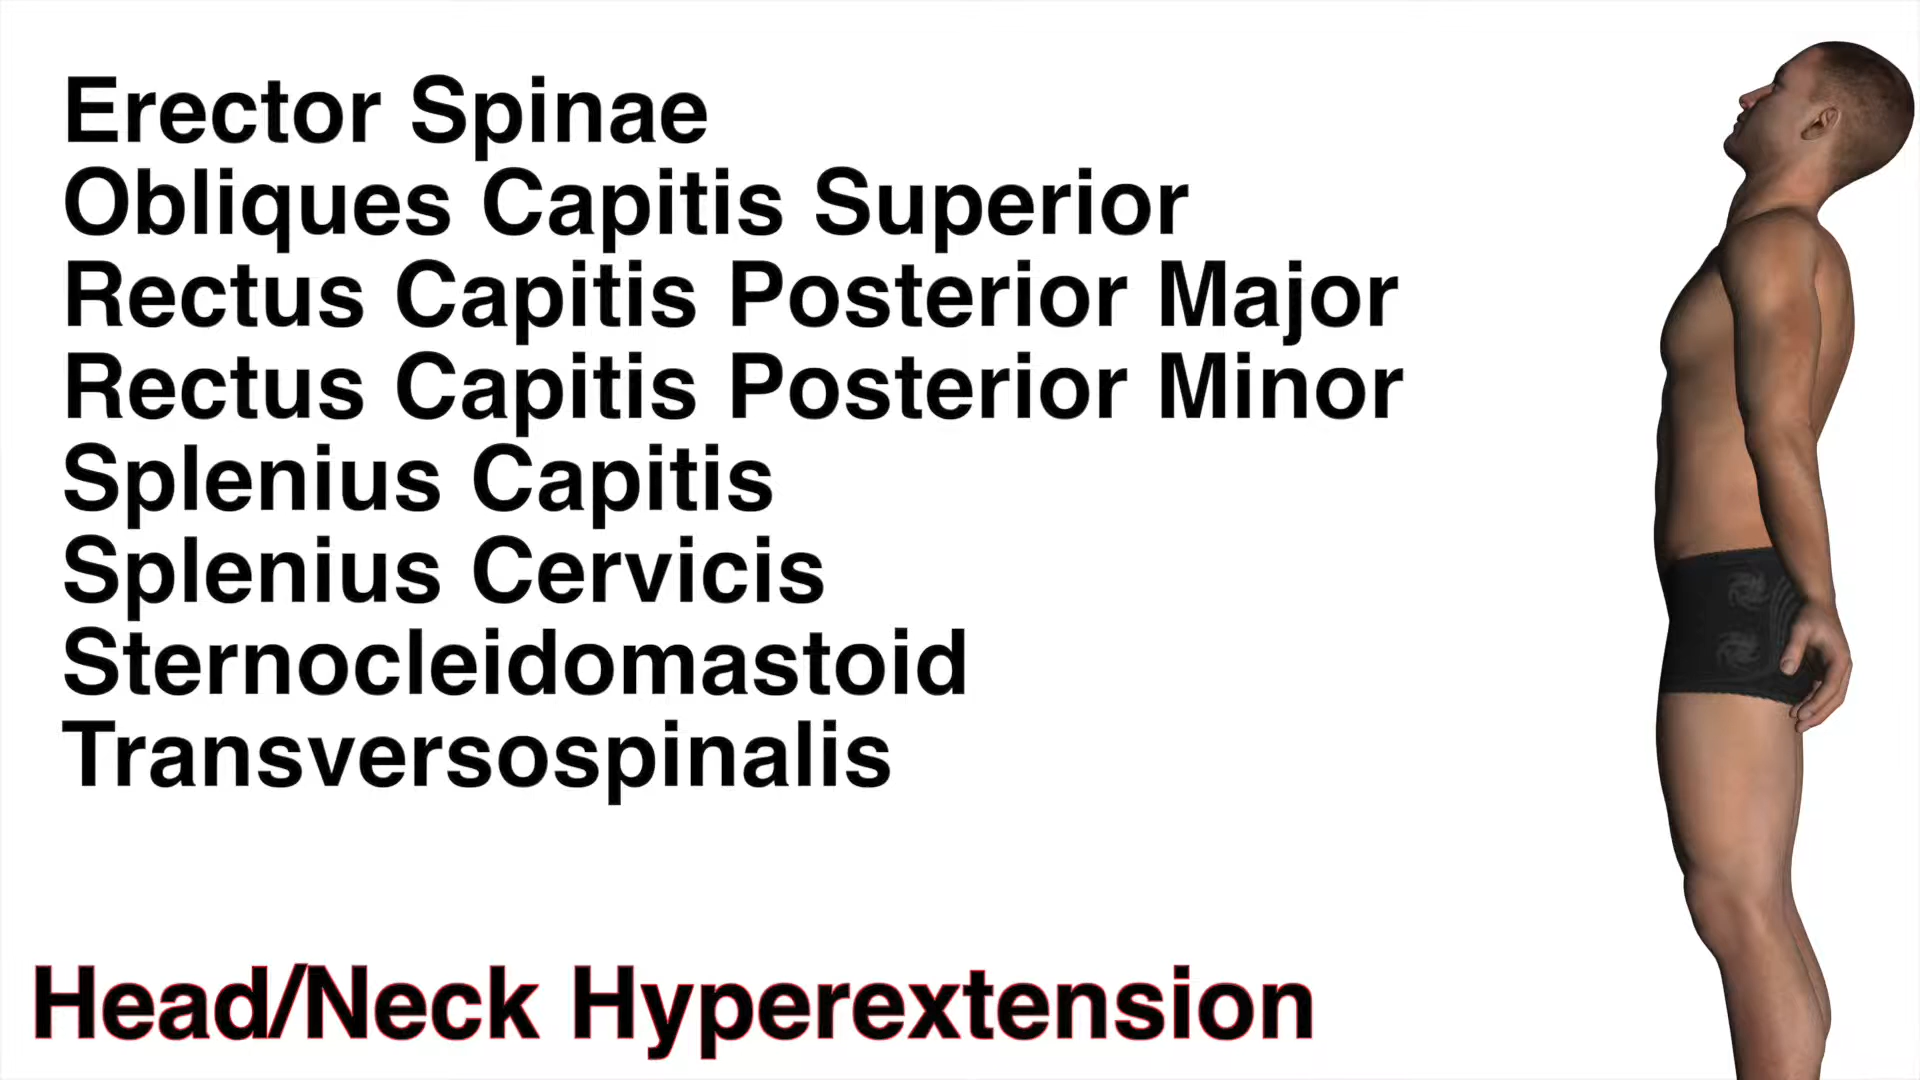 Erector Spinae
Obliques Capitis Superior
Rectus Capitis Posterior Major
Rectus Capitis Posterior Minor
Splenius Capitis
Splenius Cervicis
Sternocleidomastoid
Transversospinalis
Head/Neck Hyperextension